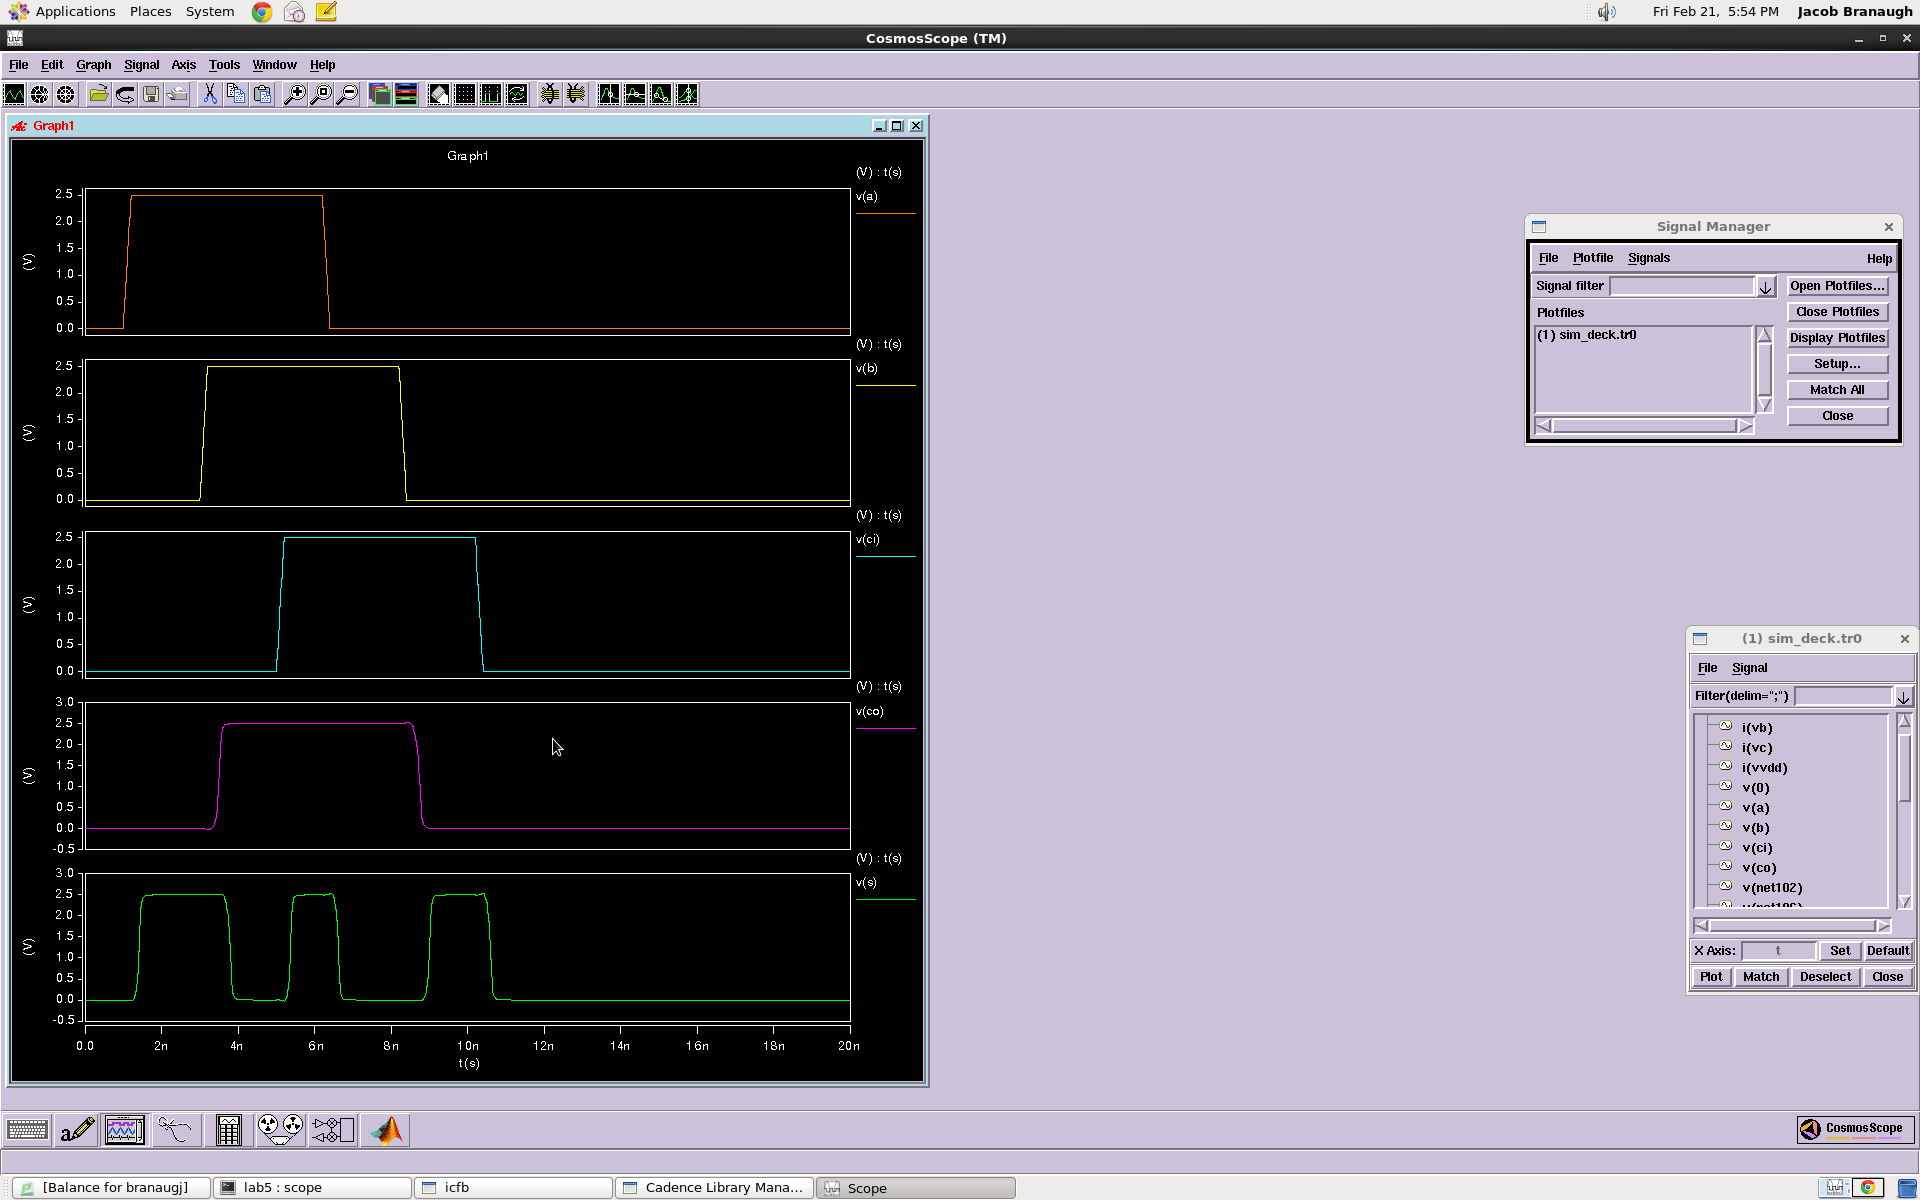 Applications Places System Fri Feb 21, 5:54 PM Jacob Branaugh
CosmosScope (TM)
File Edit Graph Signal Axis Tools Window Help
Graph1
Graph1
(V) : t(s)
v(a)
2.5
2.0
1.5
1.0
0.5
0.0
(V)
(V) : t(s)
v(b)
2.5
2.0
1.5
1.0
0.5
0.0
(V)
(V) : t(s)
v(ci)
2.5
2.0
1.5
1.0
0.5
0.0
(V)
(V) : t(s)
v(co)
3.0
2.5
2.0
1.5
1.0
0.5
0.0
-0.5
(V)
(V) : t(s)
v(s)
3.0
2.5
2.0
1.5
1.0
0.5
0.0
-0.5
(V)
0.0 2n 4n 6n 8n 10n 12n 14n 16n 18n 20n
t(s)
Signal Manager
File Plotfile Signals Help
Signal filter
Plotfiles
(1) sim_deck.tr0
Open Plotfiles...
Close Plotfiles
Display Plotfiles
Setup...
Match All
Close
(1) sim_deck.tr0
File Signal
Filter(delim=";")
i(vb)
i(vc)
i(vvdd)
v(0)
v(a)
v(b)
v(ci)
v(co)
v(net102)
X Axis: t Set Default
Plot Match Deselect Close
CosmosScope
[Balance for branaugj] lab5 : scope icfb Cadence Library Mana... Scope